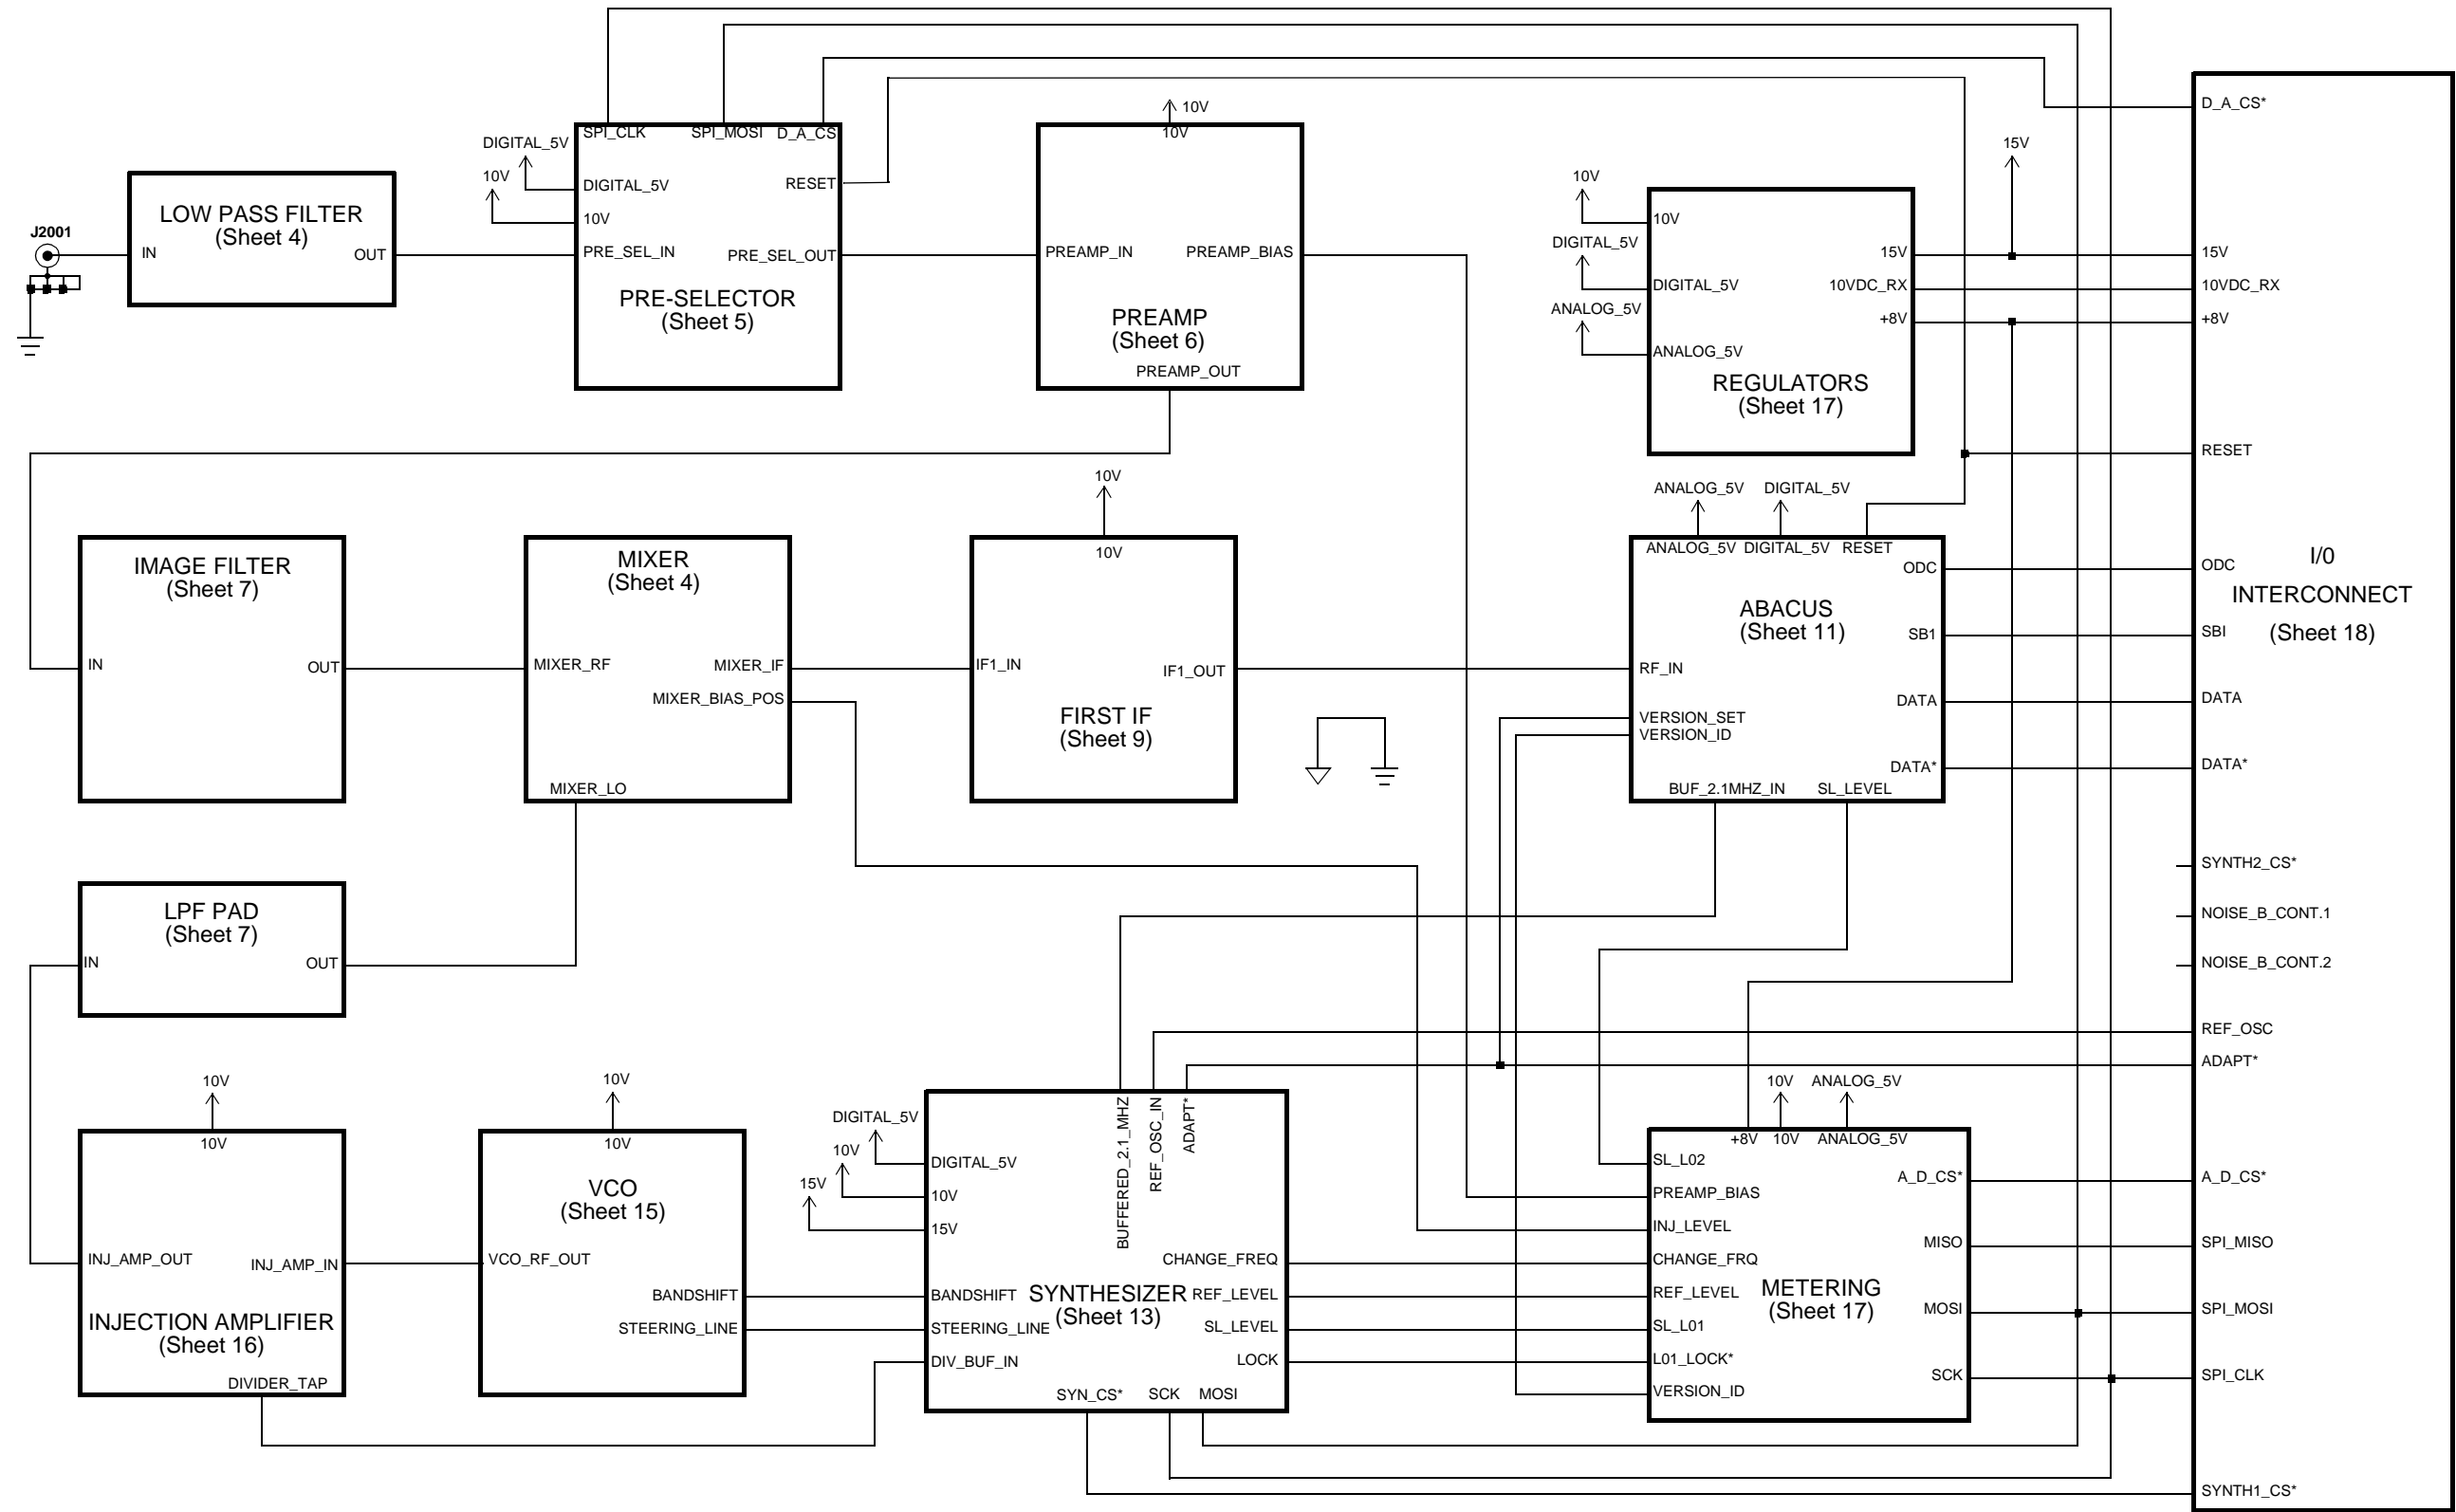 J2001
LOW PASS FILTER
(Sheet 4)
IN
OUT
DIGITAL_5V
10V
SPI_CLK
SPI_MOSI
D_A_CS
DIGITAL_5V
RESET
10V
PRE_SEL_IN
PRE_SEL_OUT
PRE-SELECTOR
(Sheet 5)
10V
10V
PREAMP_IN
PREAMP_BIAS
PREAMP
(Sheet 6)
PREAMP_OUT
10V
DIGITAL_5V
ANALOG_5V
10V
DIGITAL_5V
ANALOG_5V
15V
10VDC_RX
+8V
REGULATORS
(Sheet 17)
15V
D_A_CS*
15V
10VDC_RX
+8V
RESET
ODC
SBI
DATA
DATA*
SYNTH2_CS*
NOISE_B_CONT.1
NOISE_B_CONT.2
REF_OSC
ADAPT*
A_D_CS*
SPI_MISO
SPI_MOSI
SPI_CLK
SYNTH1_CS*
I/0
INTERCONNECT
(Sheet 18)
IMAGE FILTER
(Sheet 7)
IN
OUT
MIXER
(Sheet 4)
MIXER_RF
MIXER_IF
MIXER_BIAS_POS
MIXER_LO
10V
10V
IF1_IN
IF1_OUT
FIRST IF
(Sheet 9)
ANALOG_5V
DIGITAL_5V
ANALOG_5V
DIGITAL_5V
RESET
ODC
ABACUS
(Sheet 11)
SB1
RF_IN
DATA
VERSION_SET
VERSION_ID
DATA*
BUF_2.1MHZ_IN
SL_LEVEL
LPF PAD
(Sheet 7)
IN
OUT
10V
10V
INJ_AMP_OUT
INJ_AMP_IN
INJECTION AMPLIFIER
(Sheet 16)
DIVIDER_TAP
10V
10V
VCO
(Sheet 15)
VCO_RF_OUT
BANDSHIFT
STEERING_LINE
DIGITAL_5V
10V
15V
BUFFERED_2.1_MHZ
REF_OSC_IN
ADAPT*
DIGITAL_5V
10V
15V
CHANGE_FREQ
BANDSHIFT
SYNTHESIZER
(Sheet 13)
REF_LEVEL
STEERING_LINE
SL_LEVEL
DIV_BUF_IN
LOCK
SYN_CS*
SCK
MOSI
10V
ANALOG_5V
+8V
10V
ANALOG_5V
SL_L02
A_D_CS*
PREAMP_BIAS
INJ_LEVEL
MISO
CHANGE_FRQ
METERING
(Sheet 17)
REF_LEVEL
MOSI
SL_L01
L01_LOCK*
SCK
VERSION_ID